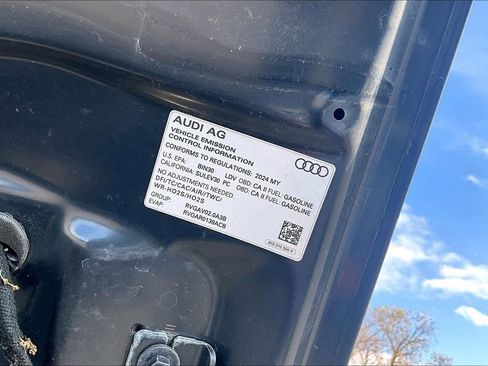 AUDI AG
VEHICLE EMISSION
CONTROL INFORMATION
CONFORMS TO REGULATIONS: 2024 MY
U.S. EPA: BIN30 LDV OBD: CA II FUEL: GASOLINE
CALIFORNIA: SULEV30 PC OBD: CA II FUEL: GASOLINE
NO ADJUSTMENTS NEEDED.
DFI/TC/CAC/AIR//TWC/
WR-HO2S/HO2S
GROUP: RVGAV02.0A3B
EVAP: RVGAR0139AC8